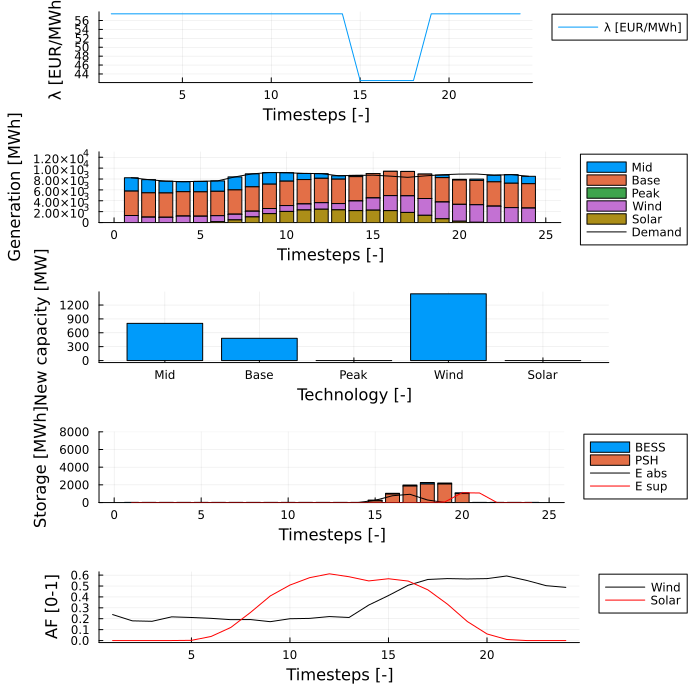 λ [EUR/MWh]
56
54
52
50
48
46
44
5 10 15 20
Timesteps [-]
λ [EUR/MWh]
Generation [MWh]
1.20×10⁴
1.00×10⁴
8.00×10³
6.00×10³
4.00×10³
2.00×10³
0
0 5 10 15 20 25
Timesteps [-]
Mid
Base
Peak
Wind
Solar
Demand
New capacity [MW]
1200
900
600
300
0
Mid Base Peak Wind Solar
Technology [-]
Storage [MWh]
8000
6000
4000
2000
0
0 5 10 15 20 25
Timesteps [-]
BESS
PSH
E abs
E sup
AF [0-1]
0.6
0.5
0.4
0.3
0.2
0.1
0.0
5 10 15 20
Timesteps [-]
Wind
Solar